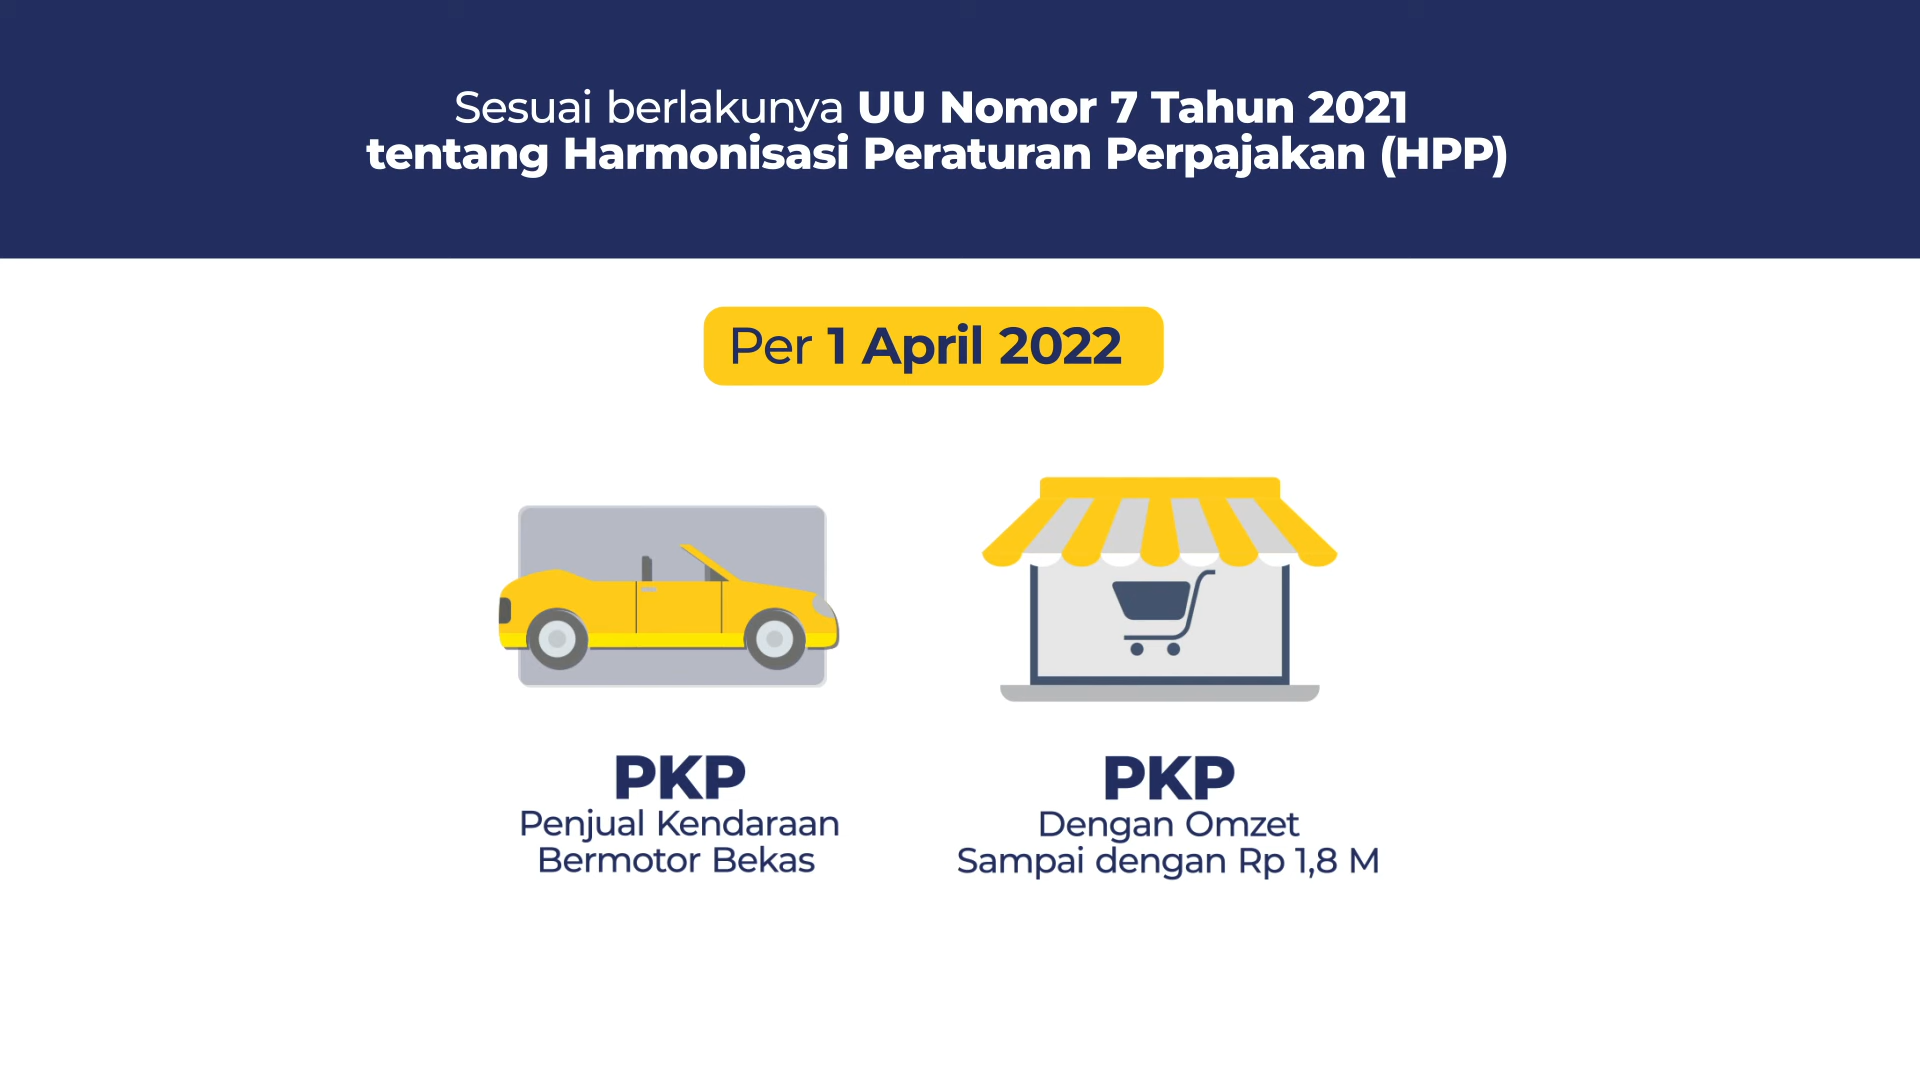 Sesuai berlakunya UU Nomor 7 Tahun 2021
tentang Harmonisasi Peraturan Perpajakan (HPP)
Per 1 April 2022
PKP
Penjual Kendaraan
Bermotor Bekas
PKP
Dengan Omzet
Sampai dengan Rp 1,8 M